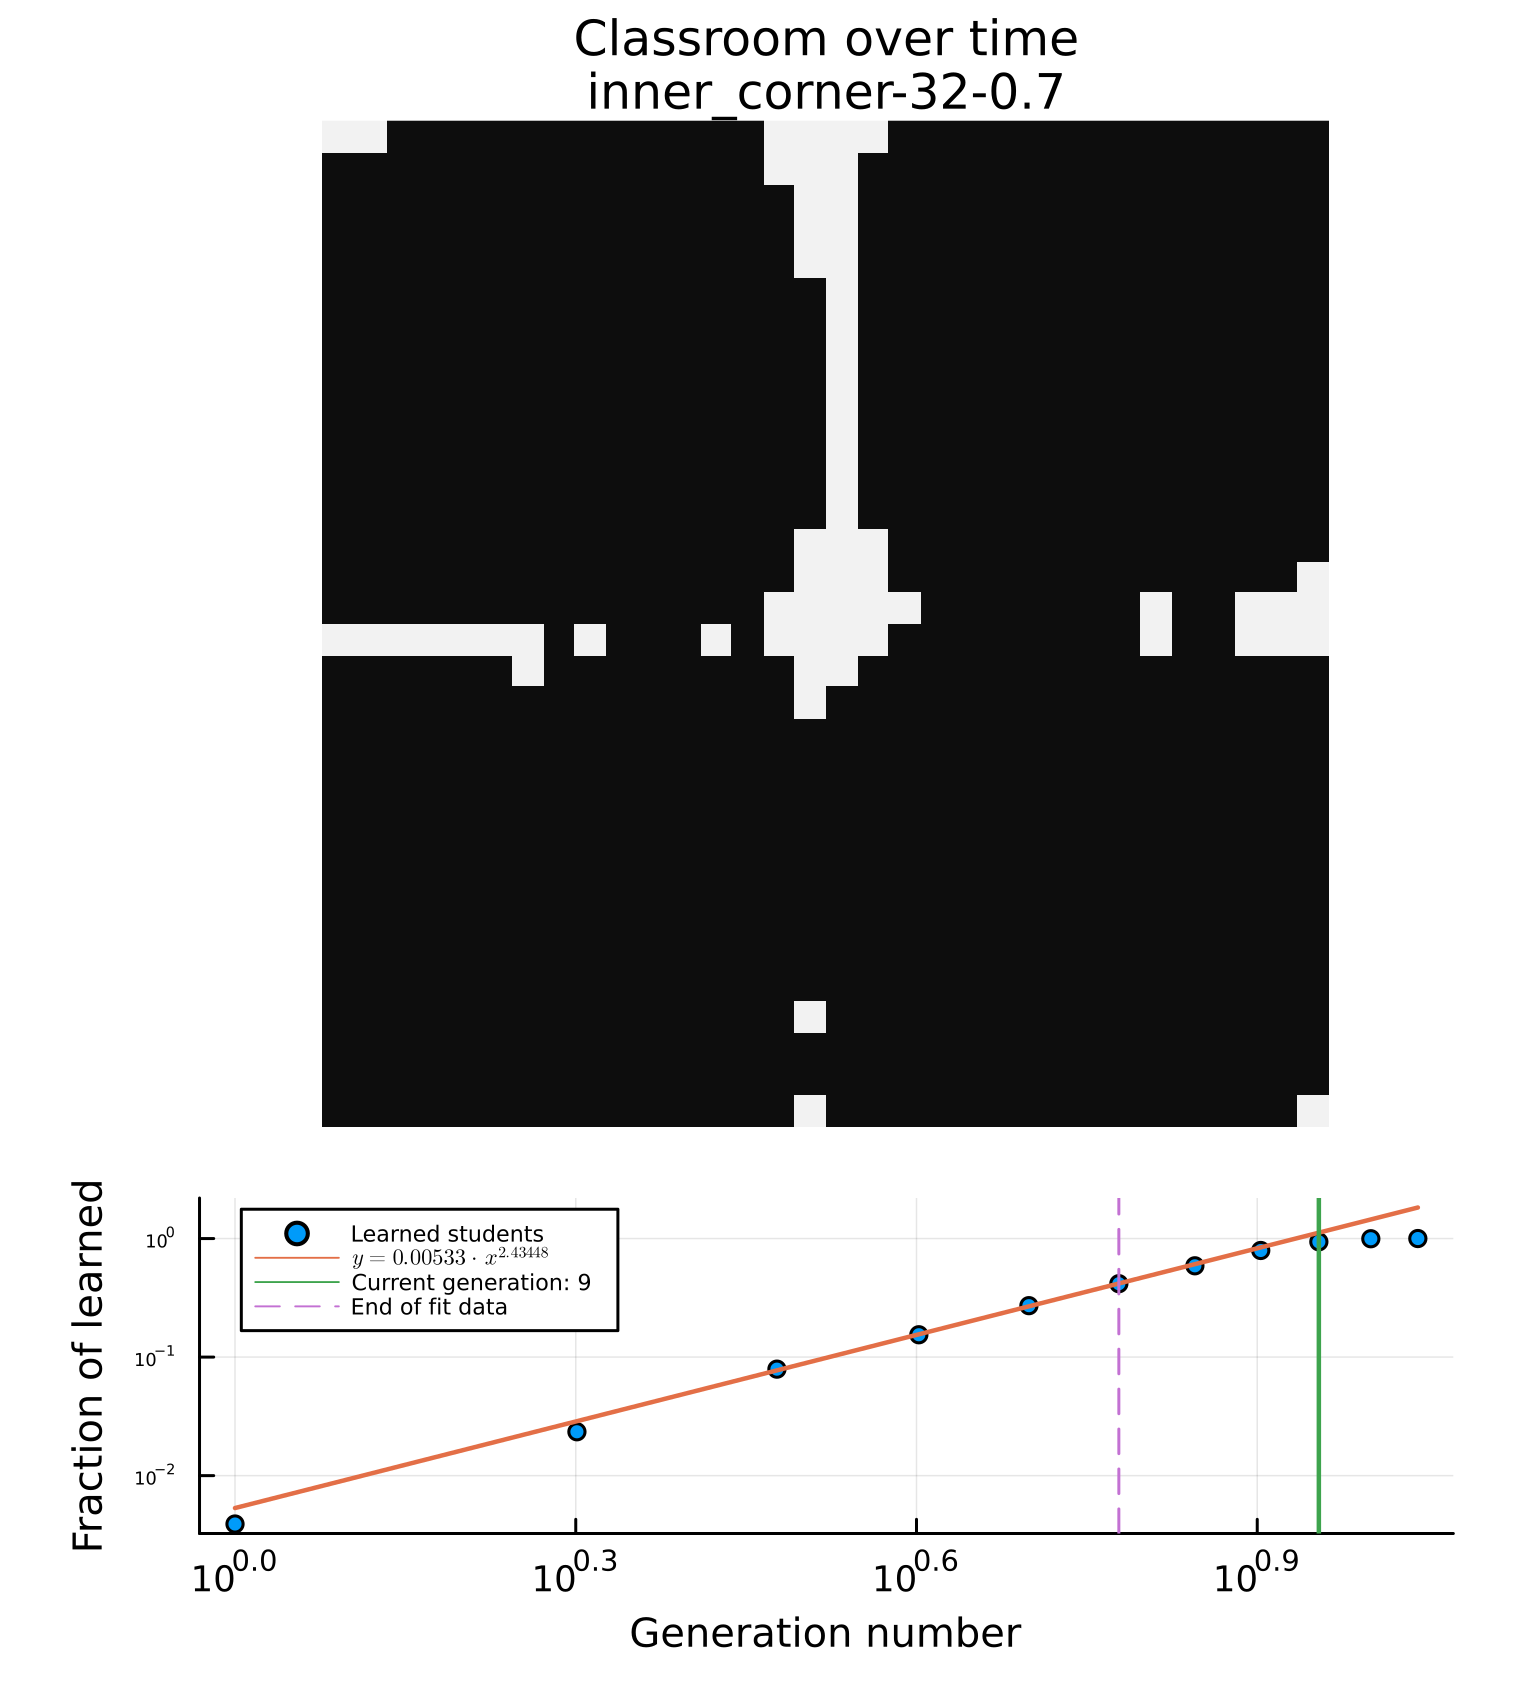 Classroom over time
inner_corner-32-0.7
Fraction of learned
10⁰
10⁻¹
10⁻²
Learned students
y = 0.00533 · x^2.43448
Current generation: 9
End of fit data
10^0.0
10^0.3
10^0.6
10^0.9
Generation number